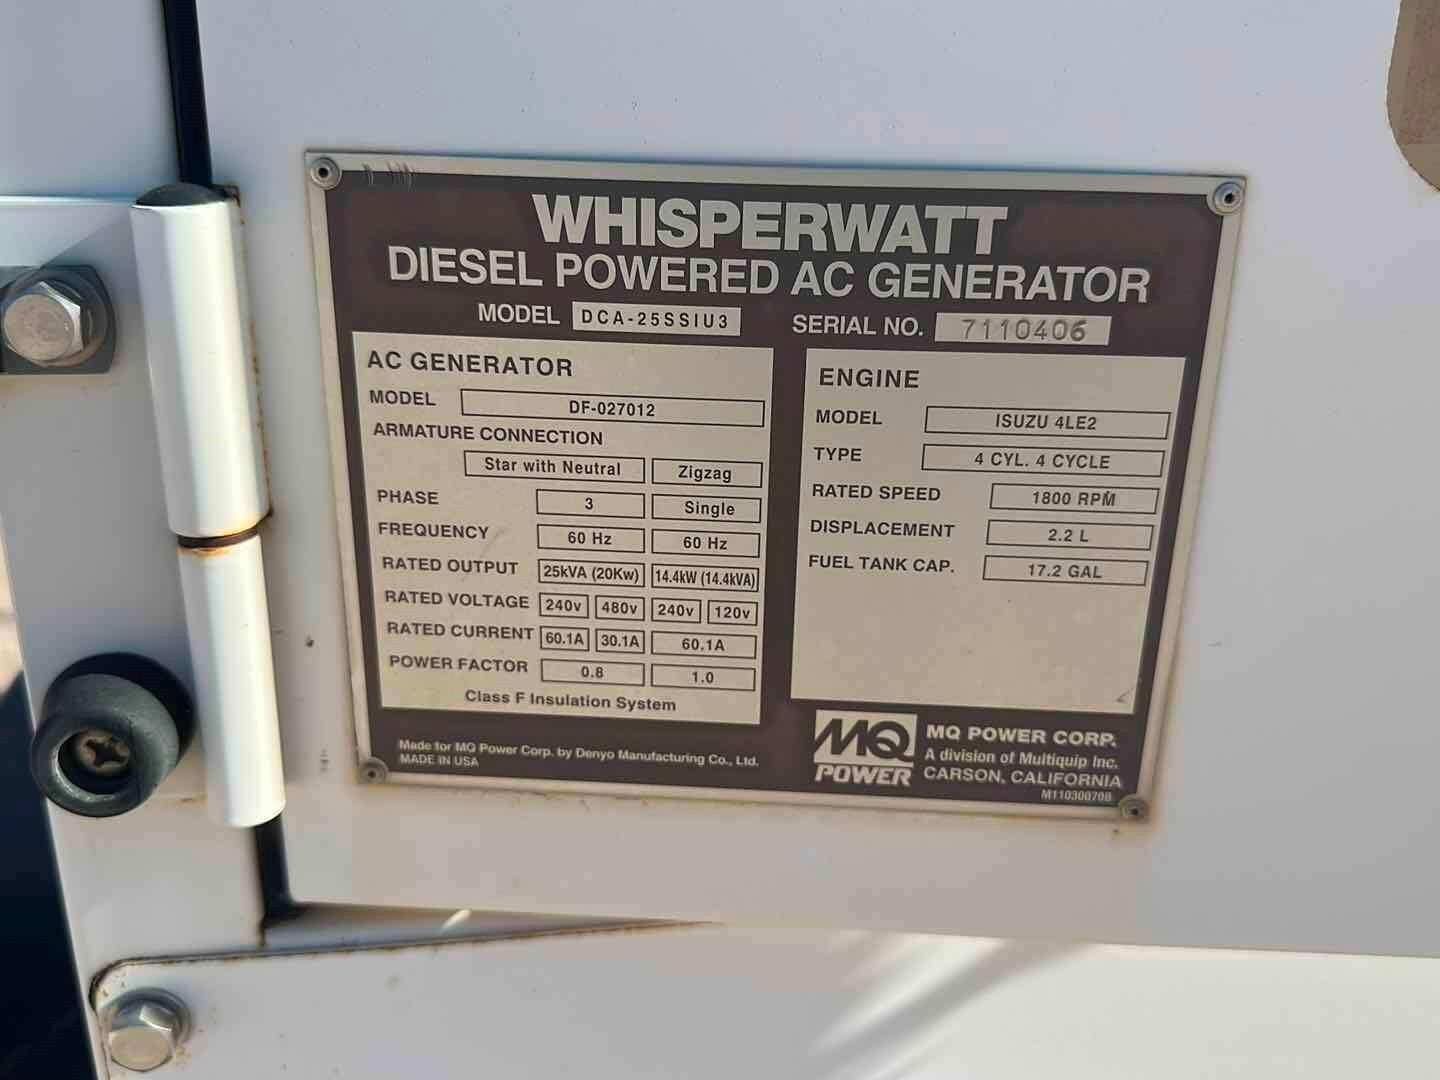 WHISPERWATT
DIESEL POWERED AC GENERATOR
MODEL DCA-25SSIU3 SERIAL NO. 7110406
AC GENERATOR
MODEL DF-027012
ARMATURE CONNECTION
Star with Neutral Zigzag
PHASE 3 Single
FREQUENCY 60 Hz 60 Hz
RATED OUTPUT 25kVA (20Kw) 14.4kW (14.4kVA)
RATED VOLTAGE 240v 480v 240v 120v
RATED CURRENT 60.1A 30.1A 60.1A
POWER FACTOR 0.8 1.0
Class F Insulation System
ENGINE
MODEL ISUZU 4LE2
TYPE 4 CYL. 4 CYCLE
RATED SPEED 1800 RPM
DISPLACEMENT 2.2 L
FUEL TANK CAP. 17.2 GAL
Made for MQ Power Corp. by Denyo Manufacturing Co., Ltd.
MADE IN USA
MQ
POWER
MQ POWER CORP.
A division of Multiquip Inc.
CARSON, CALIFORNIA
M11030070B